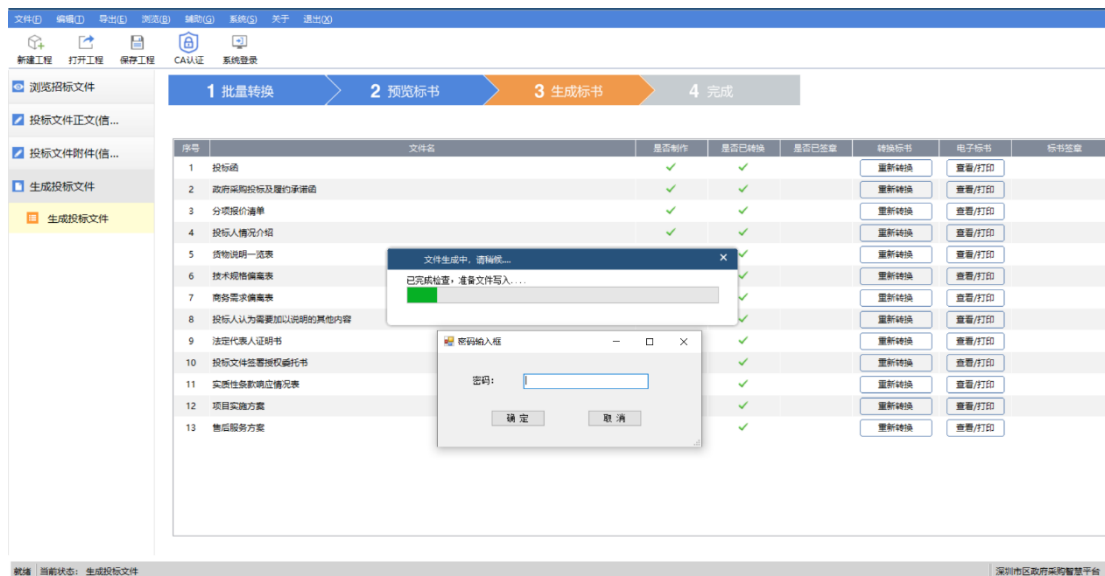 文件(F) 编辑(T) 导出(E) 浏览(B) 辅助(G) 系统(S) 关于 退出(X)
新建工程 打开工程 保存工程 CA认证 系统登录
浏览招标文件
投标文件正文(信...
投标文件附件(信...
生成投标文件
生成投标文件
1 批量转换 2 预览标书 3 生成标书 4 完成
序号 文件名 是否制作 是否已转换 是否已签章 转换标书 电子标书 标书签章
1 投标函 重新转换 查看/打印
2 政府采购投标及履约承诺函 重新转换 查看/打印
3 分项报价清单 重新转换 查看/打印
4 投标人情况介绍 重新转换 查看/打印
5 货物说明一览表 重新转换 查看/打印
6 技术规格偏离表 重新转换 查看/打印
7 商务需求偏离表 重新转换 查看/打印
8 投标人认为需要加以说明的其他内容 重新转换 查看/打印
9 法定代表人证明书 重新转换 查看/打印
10 投标文件签署授权委托书 重新转换 查看/打印
11 实质性条款响应情况表 重新转换 查看/打印
12 项目实施方案 重新转换 查看/打印
13 售后服务方案 重新转换 查看/打印
文件生成中，请稍候....
已完成检查，准备文件写入....
密码输入框
密码：
确 定 取 消
就绪 当前状态： 生成投标文件 深圳市区政府采购智慧平台